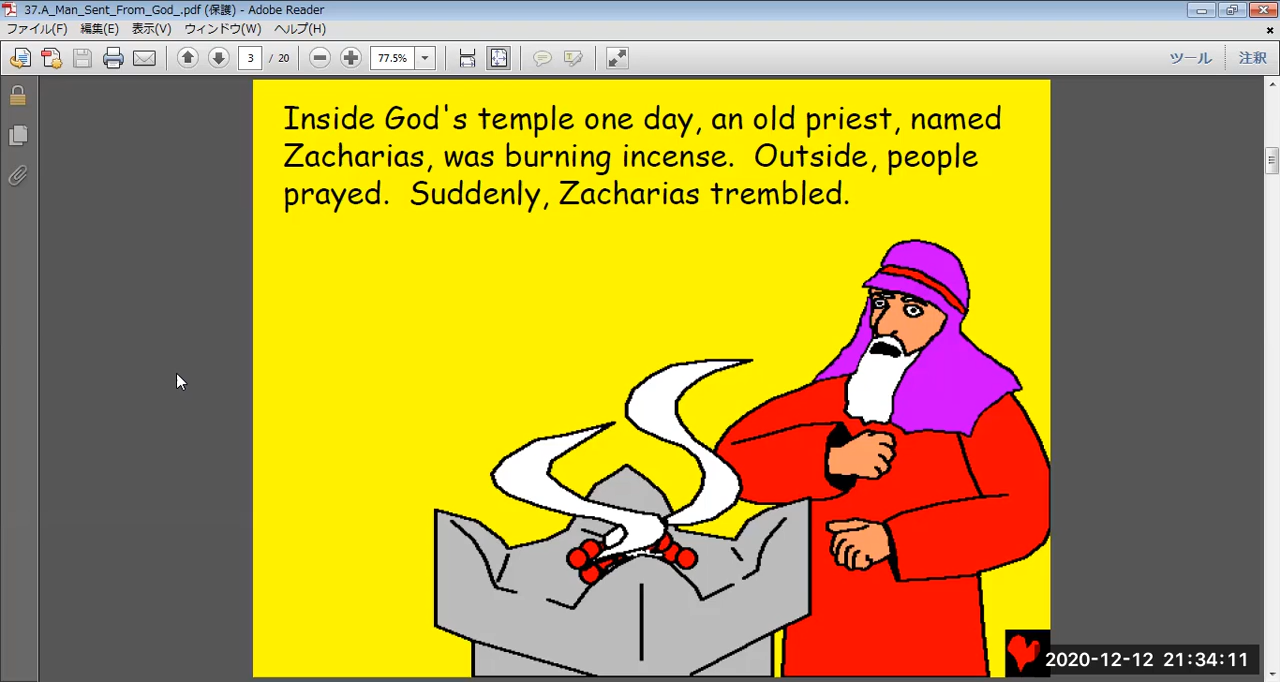 37.A_Man_Sent_From_God_.pdf (保護) - Adobe Reader
ファイル(F) 編集(E) 表示(V) ウィンドウ(W) ヘルプ(H)
3 / 20 77.5% ツール 注釈
Inside God's temple one day, an old priest, named
Zacharias, was burning incense. Outside, people
prayed. Suddenly, Zacharias trembled.
2020-12-12 21:34:11